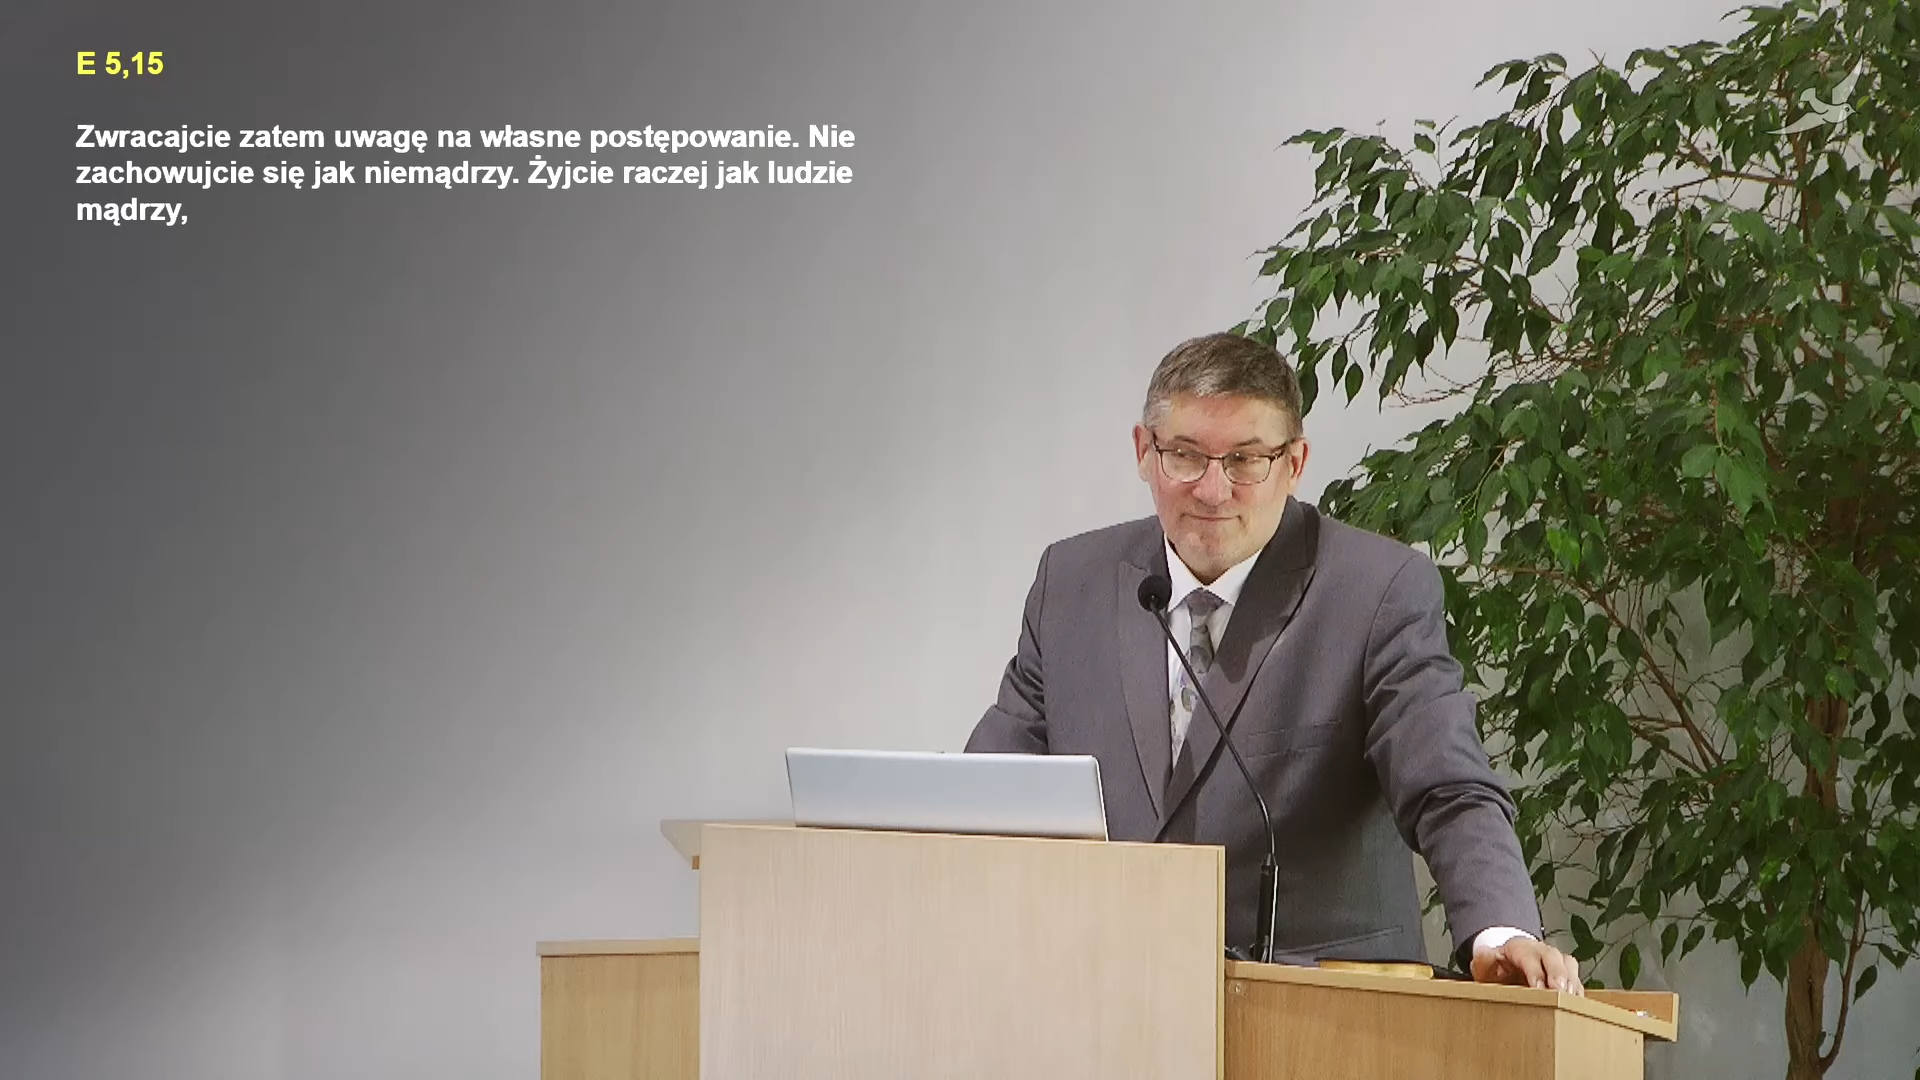 E 5,15
Zwracajcie zatem uwagę na własne postępowanie. Nie
zachowujcie się jak niemądrzy. Żyjcie raczej jak ludzie
mądrzy,